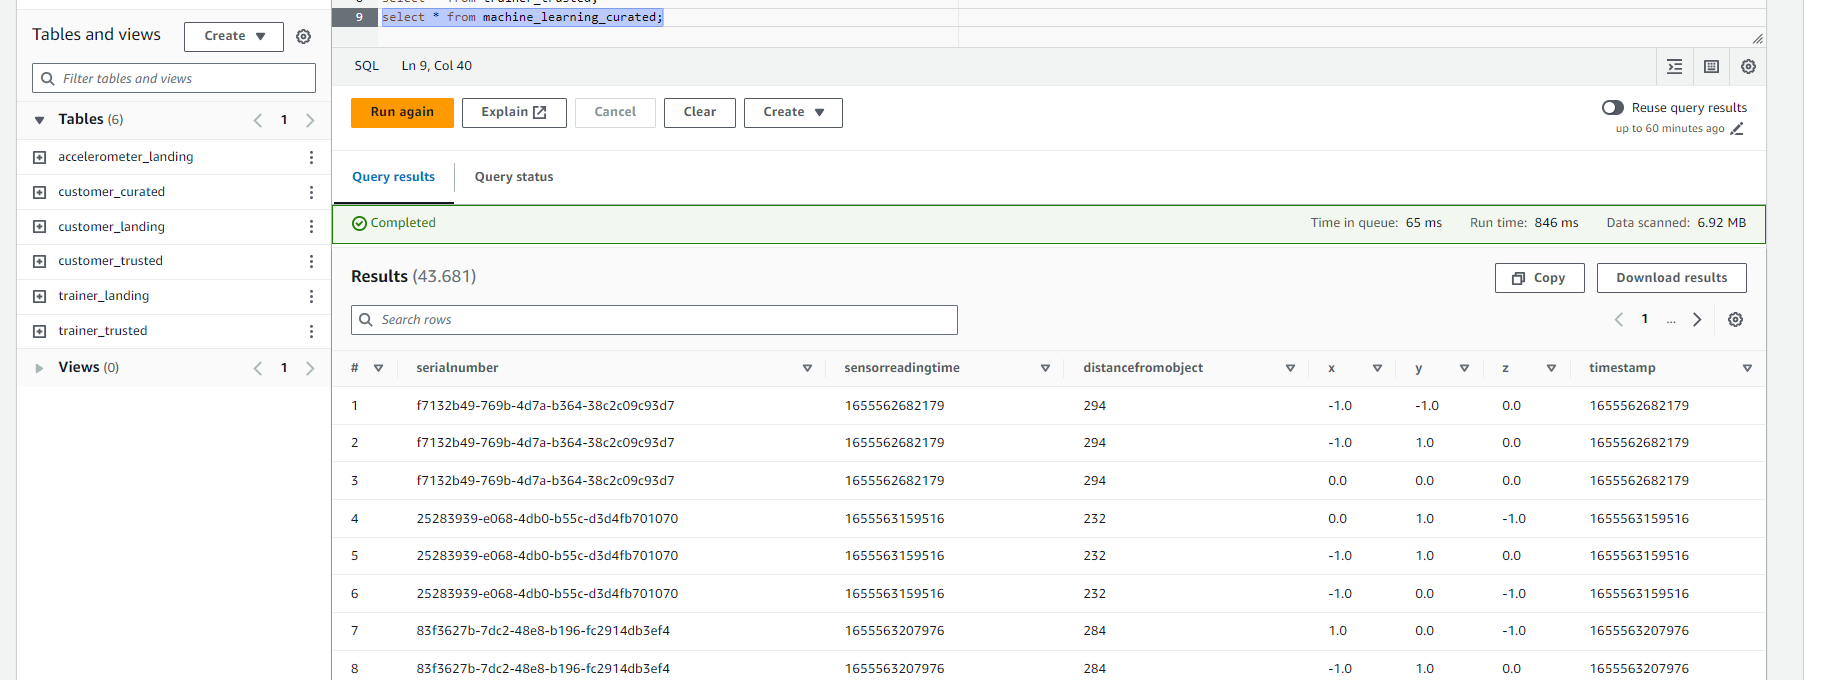 8 select * from trainer_trusted;
9 select * from machine_learning_curated;
Tables and views Create
Filter tables and views
Tables (6) 1
accelerometer_landing
customer_curated
customer_landing
customer_trusted
trainer_landing
trainer_trusted
Views (0) 1
SQL Ln 9, Col 40
Run again Explain Cancel Clear Create
Reuse query results
up to 60 minutes ago
Query results Query status
Completed Time in queue: 65 ms Run time: 846 ms Data scanned: 6.92 MB
Results (43.681) Copy Download results
Search rows 1 ...
# serialnumber sensorreadingtime distancefromobject x y z timestamp
1 f7132b49-769b-4d7a-b364-38c2c09c93d7 1655562682179 294 -1.0 -1.0 0.0 1655562682179
2 f7132b49-769b-4d7a-b364-38c2c09c93d7 1655562682179 294 -1.0 1.0 0.0 1655562682179
3 f7132b49-769b-4d7a-b364-38c2c09c93d7 1655562682179 294 0.0 0.0 0.0 1655562682179
4 25283939-e068-4db0-b55c-d3d4fb701070 1655563159516 232 0.0 1.0 -1.0 1655563159516
5 25283939-e068-4db0-b55c-d3d4fb701070 1655563159516 232 -1.0 1.0 0.0 1655563159516
6 25283939-e068-4db0-b55c-d3d4fb701070 1655563159516 232 -1.0 0.0 -1.0 1655563159516
7 83f3627b-7dc2-48e8-b196-fc2914db3ef4 1655563207976 284 1.0 0.0 -1.0 1655563207976
8 83f3627b-7dc2-48e8-b196-fc2914db3ef4 1655563207976 284 -1.0 1.0 0.0 1655563207976